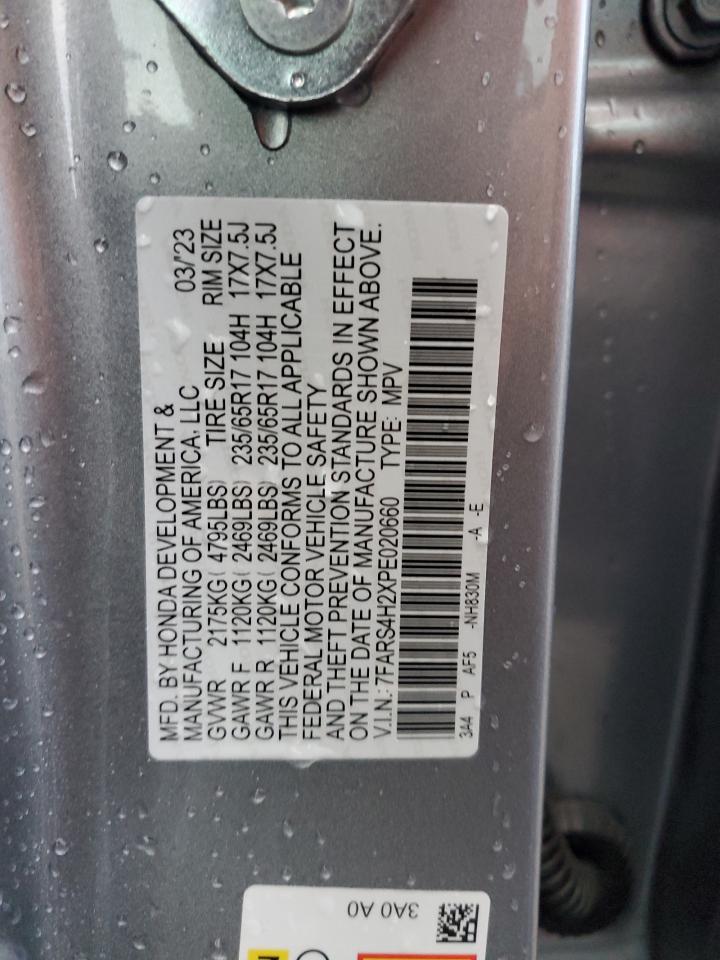 MFD. BY HONDA DEVELOPMENT &
MANUFACTURING OF AMERICA, LLC 03/'23
GVWR 2175KG( 4795LBS) TIRE SIZE RIM SIZE
GAWR F 1120KG( 2469LBS) 235/65R17 104H 17X7.5J
GAWR R 1120KG( 2469LBS) 235/65R17 104H 17X7.5J
THIS VEHICLE CONFORMS TO ALL APPLICABLE
FEDERAL MOTOR VEHICLE SAFETY
AND THEFT PREVENTION STANDARDS IN EFFECT
ON THE DATE OF MANUFACTURE SHOWN ABOVE.
V.I.N.: 7FARS4H2XPE020660 TYPE: MPV
3A4 P AF5 -NH830M -A -E
3A0 A0